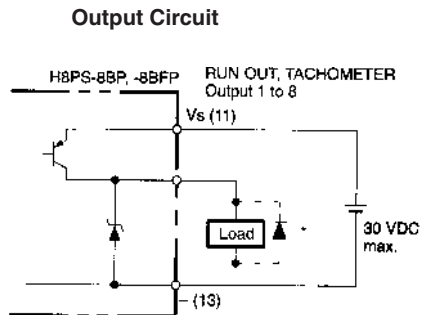 Output Circuit
H8PS-8BP, -8BFP
RUN OUT, TACHOMETER
Output 1 to 8
Vs (11)
Load
*
30 VDC
max.
– (13)